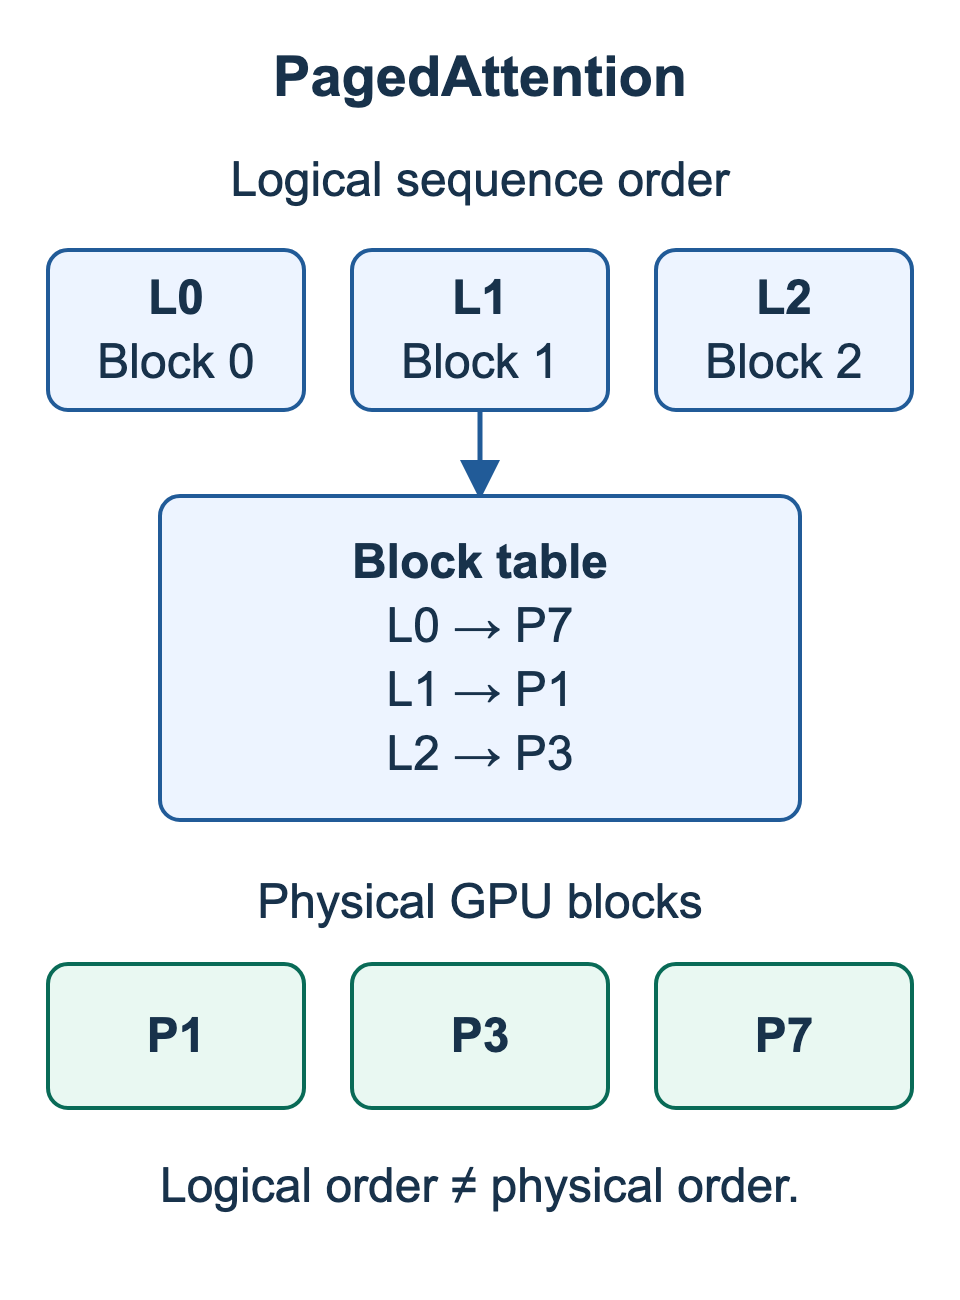 PagedAttention
Logical sequence order
L0
Block 0
L1
Block 1
L2
Block 2
Block table
L0 → P7
L1 → P1
L2 → P3
Physical GPU blocks
P1
P3
P7
Logical order ≠ physical order.